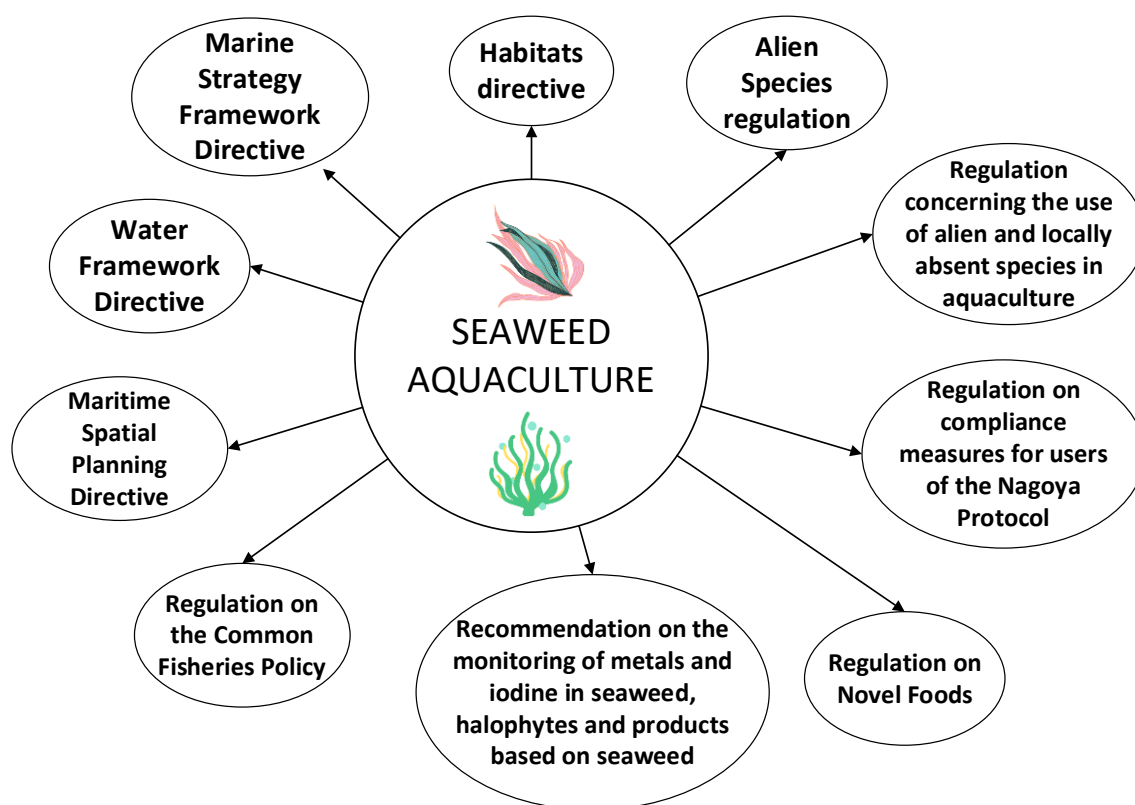 Marine
Strategy
Framework
Directive
Habitats
directive
Alien
Species
regulation
Regulation
concerning the use
of alien and locally
absent species in
aquaculture
Water
Framework
Directive
SEAWEED
AQUACULTURE
Maritime
Spatial
Planning
Directive
Regulation on
compliance
measures for users
of the Nagoya
Protocol
Regulation on
the Common
Fisheries Policy
Recommendation on the
monitoring of metals and
iodine in seaweed,
halophytes and products
based on seaweed
Regulation on
Novel Foods